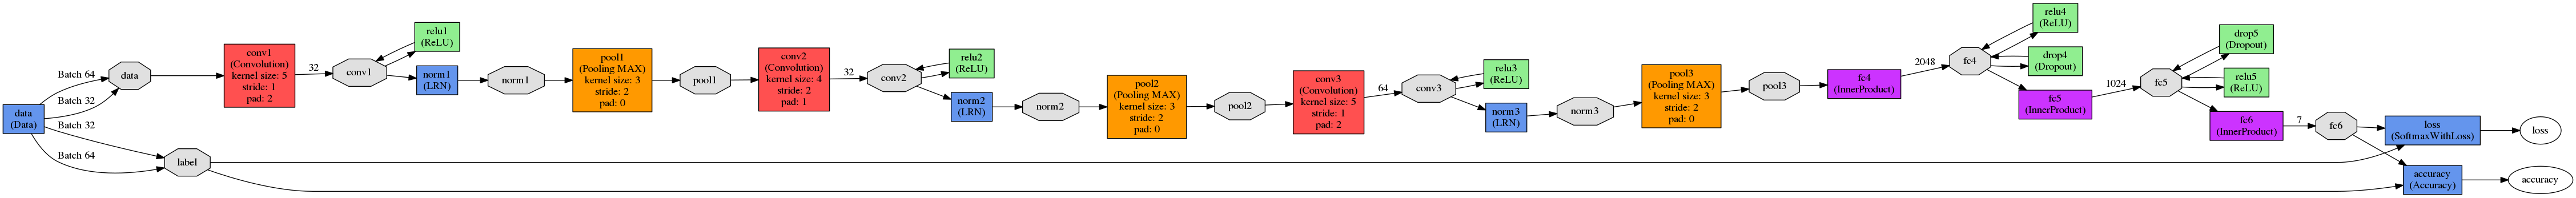 data
(Data)
Batch 64
Batch 32
Batch 32
Batch 64
data
label
conv1
(Convolution)
kernel size: 5
stride: 1
pad: 2
32
conv1
relu1
(ReLU)
norm1
(LRN)
norm1
pool1
(Pooling MAX)
kernel size: 3
stride: 2
pad: 0
pool1
conv2
(Convolution)
kernel size: 4
stride: 2
pad: 1
32
conv2
relu2
(ReLU)
norm2
(LRN)
norm2
pool2
(Pooling MAX)
kernel size: 3
stride: 2
pad: 0
pool2
conv3
(Convolution)
kernel size: 5
stride: 1
pad: 2
64
conv3
relu3
(ReLU)
norm3
(LRN)
norm3
pool3
(Pooling MAX)
kernel size: 3
stride: 2
pad: 0
pool3
fc4
(InnerProduct)
2048
fc4
relu4
(ReLU)
drop4
(Dropout)
fc5
(InnerProduct)
1024
fc5
drop5
(Dropout)
relu5
(ReLU)
fc6
(InnerProduct)
7
fc6
loss
(SoftmaxWithLoss)
loss
accuracy
(Accuracy)
accuracy